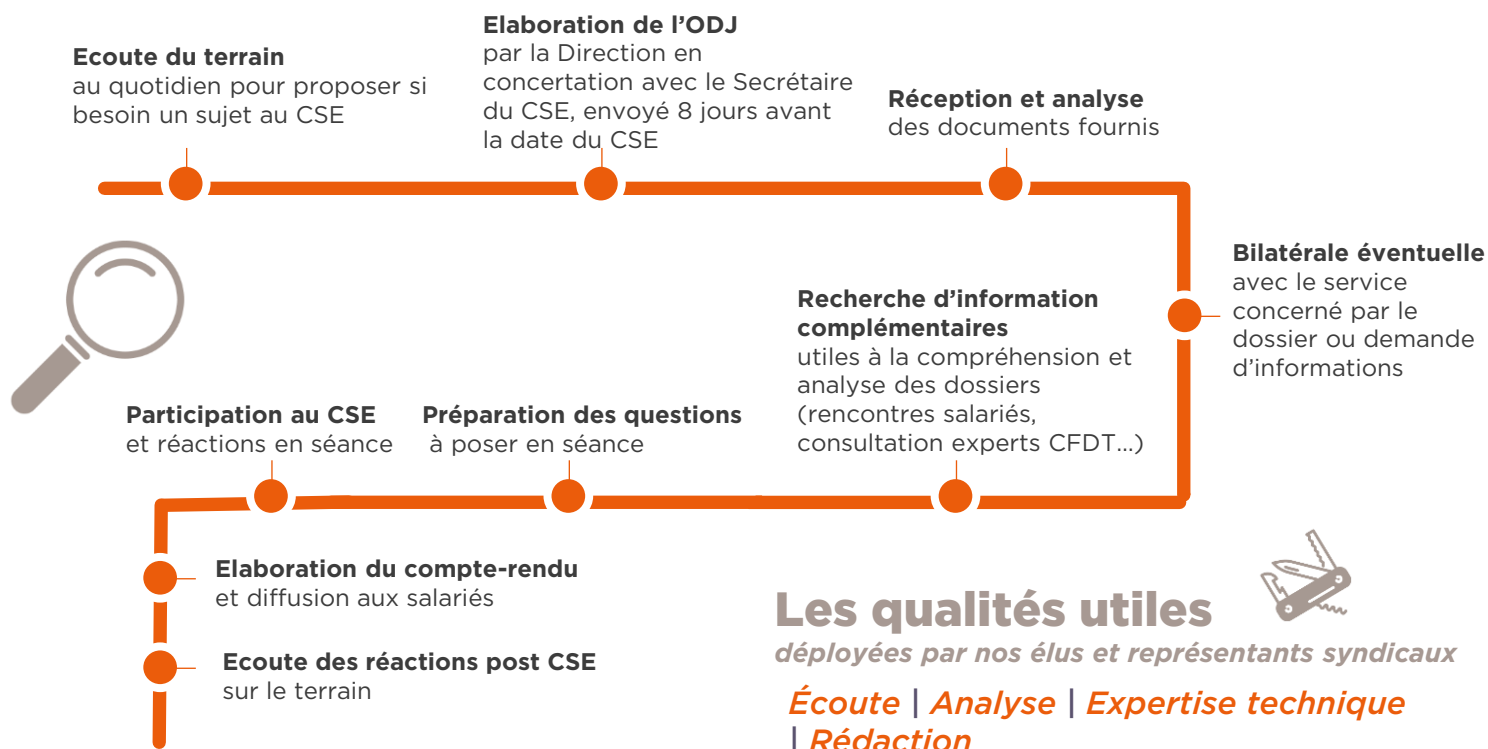 Ecoute du terrain
au quotidien pour proposer si
besoin un sujet au CSE
Elaboration de l’ODJ
par la Direction en
concertation avec le Secrétaire
du CSE, envoyé 8 jours avant
la date du CSE
Réception et analyse
des documents fournis
Bilatérale éventuelle
avec le service
concerné par le
dossier ou demande
d’informations
Recherche d’information
complémentaires
utiles à la compréhension et
analyse des dossiers
(rencontres salariés,
consultation experts CFDT...)
Préparation des questions
à poser en séance
Participation au CSE
et réactions en séance
Elaboration du compte-rendu
et diffusion aux salariés
Ecoute des réactions post CSE
sur le terrain
Les qualités utiles
déployées par nos élus et représentants syndicaux
Écoute | Analyse | Expertise technique
| Rédaction